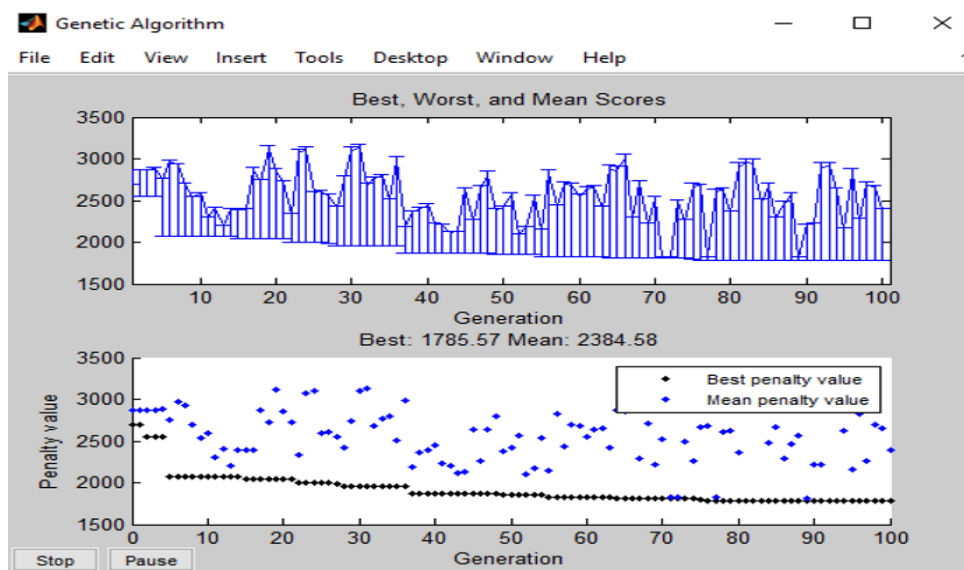 Genetic Algorithm
File Edit View Insert Tools Desktop Window Help
Best, Worst, and Mean Scores
3500
3000
2500
2000
1500
10 20 30 40 50 60 70 80 90 100
Generation
Best: 1785.57 Mean: 2384.58
3500
3000
2500
2000
1500
Penalty value
Best penalty value
Mean penalty value
0 10 20 30 40 50 60 70 80 90 100
Generation
Stop Pause